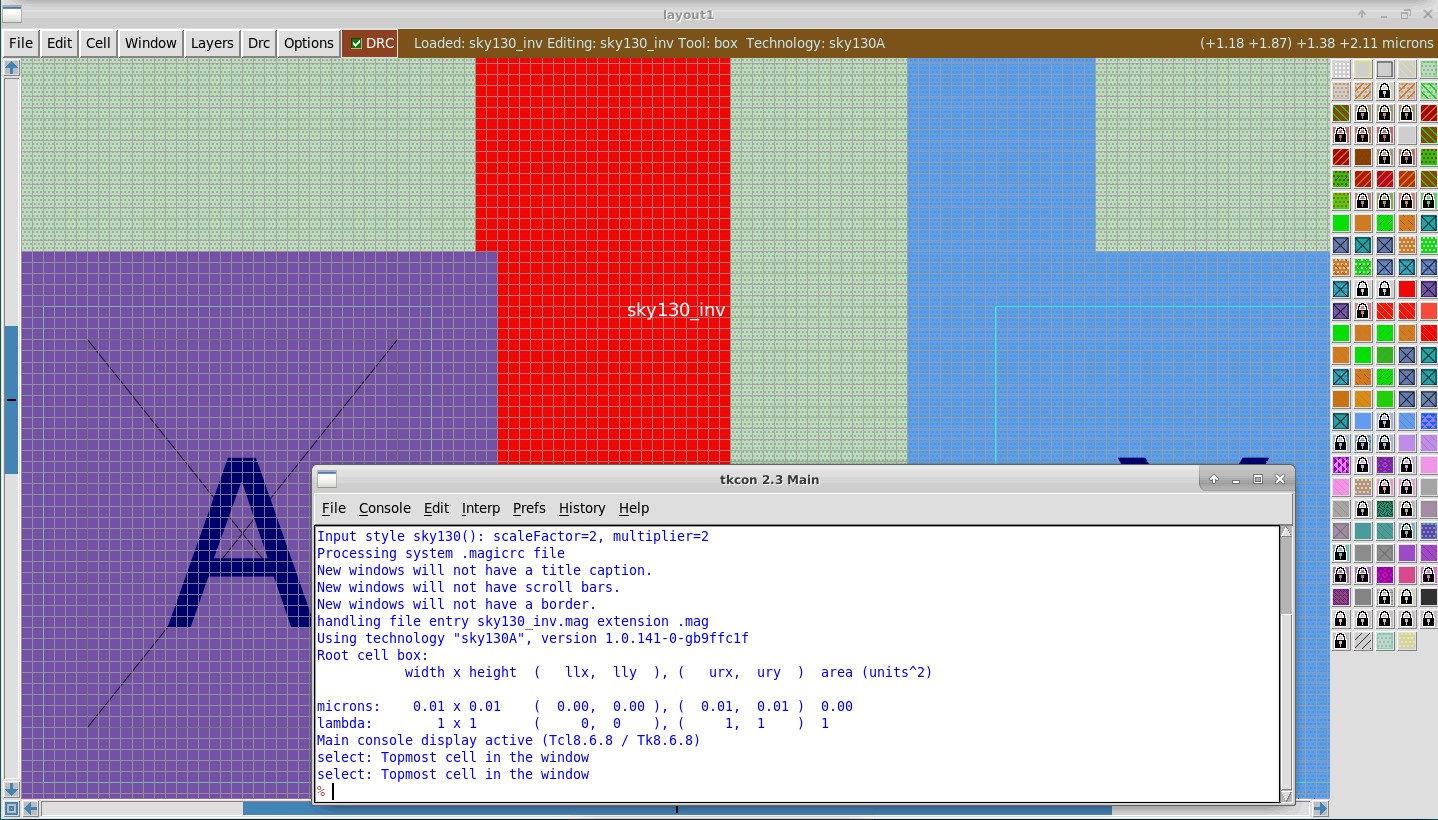 layout1
File Edit Cell Window Layers Drc Options DRC Loaded: sky130_inv Editing: sky130_inv Tool: box Technology: sky130A (+1.18 +1.87) +1.38 +2.11 microns
sky130_inv
A
tkcon 2.3 Main
File Console Edit Interp Prefs History Help
Input style sky130(): scaleFactor=2, multiplier=2
Processing system .magicrc file
New windows will not have a title caption.
New windows will not have scroll bars.
New windows will not have a border.
handling file entry sky130_inv.mag extension .mag
Using technology "sky130A", version 1.0.141-0-gb9ffc1f
Root cell box:
width x height ( llx, lly ), ( urx, ury ) area (units^2)
microns: 0.01 x 0.01 ( 0.00, 0.00 ), ( 0.01, 0.01 ) 0.00
lambda: 1 x 1 ( 0, 0 ), ( 1, 1 ) 1
Main console display active (Tcl8.6.8 / Tk8.6.8)
select: Topmost cell in the window
select: Topmost cell in the window
%